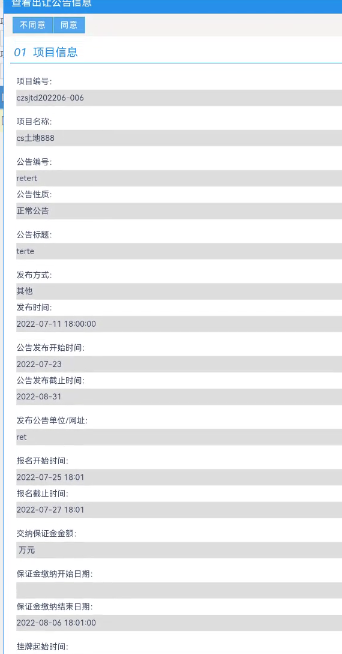 查看出让公告信息
不同意 同意
01 项目信息
项目编号:
czsjtd202206-006
项目名称:
cs土地888
公告编号:
retert
公告性质:
正常公告
公告标题:
terte
发布方式:
其他
发布时间:
2022-07-11 18:00:00
公告发布开始时间:
2022-07-23
公告发布截止时间:
2022-08-31
发布公告单位/网址:
ret
报名开始时间:
2022-07-25 18:01
报名截止时间:
2022-07-27 18:01
交纳保证金金额:
万元
保证金缴纳开始日期:
保证金缴纳结束日期:
2022-08-06 18:01:00
挂牌起始时间: